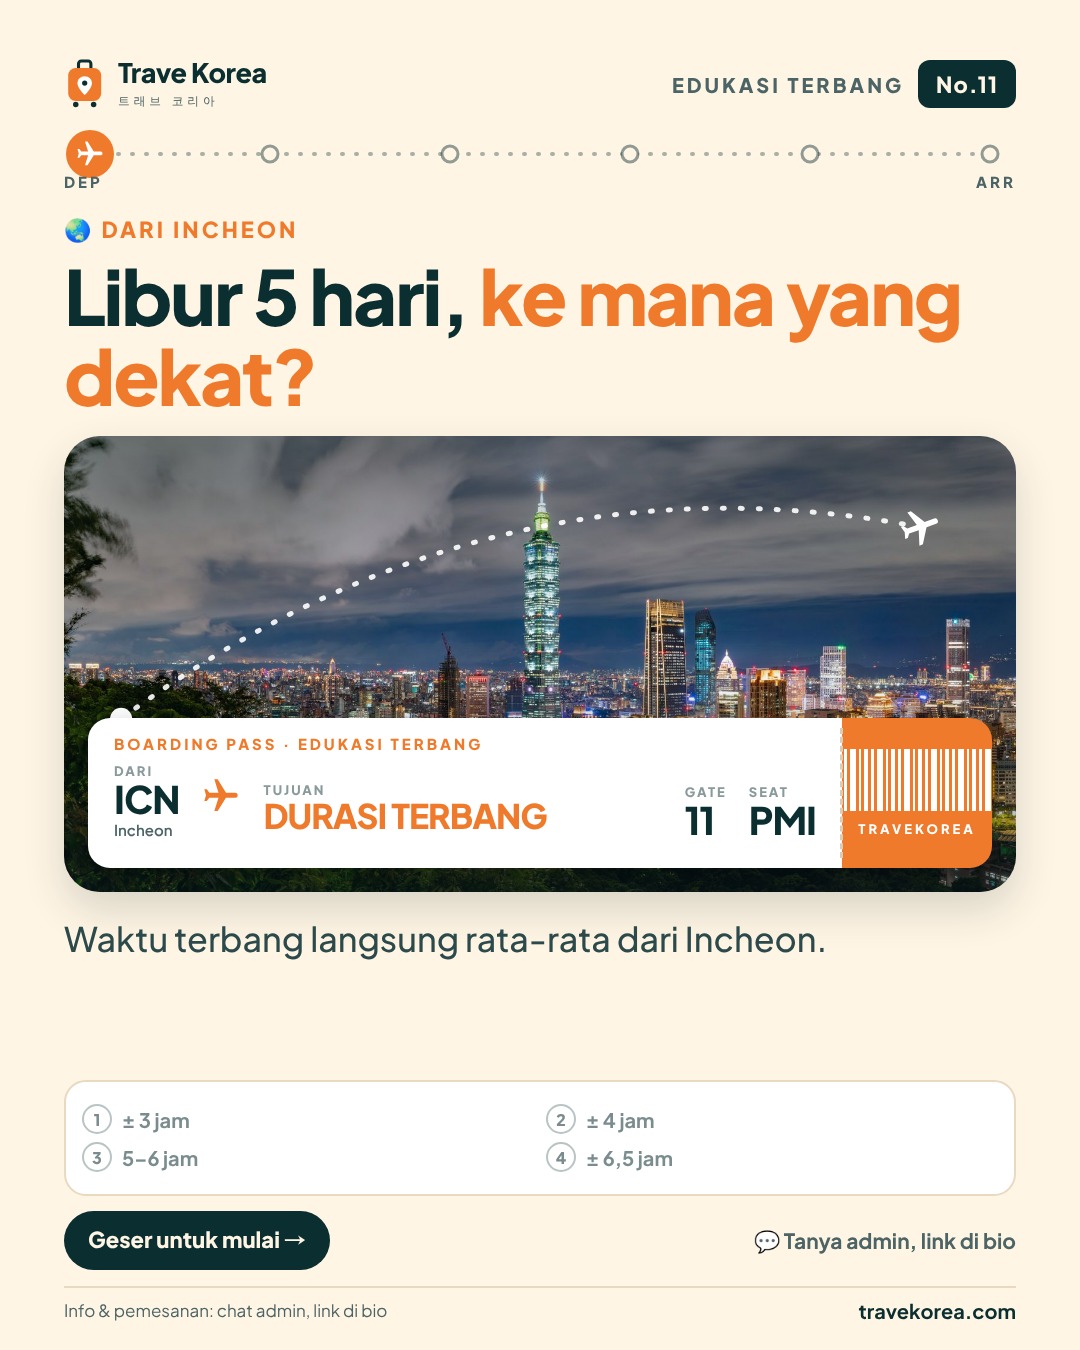 Trave Korea
트래브 코리아
EDUKASI TERBANG
No.11
DEP
ARR
DARI INCHEON
Libur 5 hari, ke mana yang
dekat?
BOARDING PASS · EDUKASI TERBANG
DARI
ICN
Incheon
TUJUAN
DURASI TERBANG
GATE
11
SEAT
PMI
TRAVEKOREA
Waktu terbang langsung rata-rata dari Incheon.
1 ± 3 jam
2 ± 4 jam
3 5–6 jam
4 ± 6,5 jam
Geser untuk mulai →
Tanya admin, link di bio
Info & pemesanan: chat admin, link di bio
travekorea.com